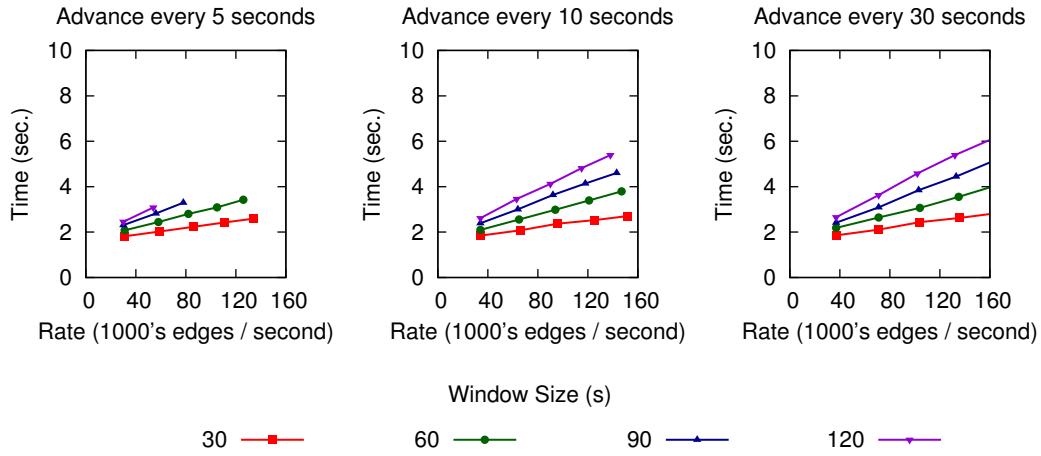 Advance every 5 seconds
10
8
6
4
2
0
Time (sec.)
0 40 80 120 160
Rate (1000's edges / second)
Advance every 10 seconds
10
8
6
4
2
0
Time (sec.)
0 40 80 120 160
Rate (1000's edges / second)
Advance every 30 seconds
10
8
6
4
2
0
Time (sec.)
0 40 80 120 160
Rate (1000's edges / second)
Window Size (s)
30 60 90 120